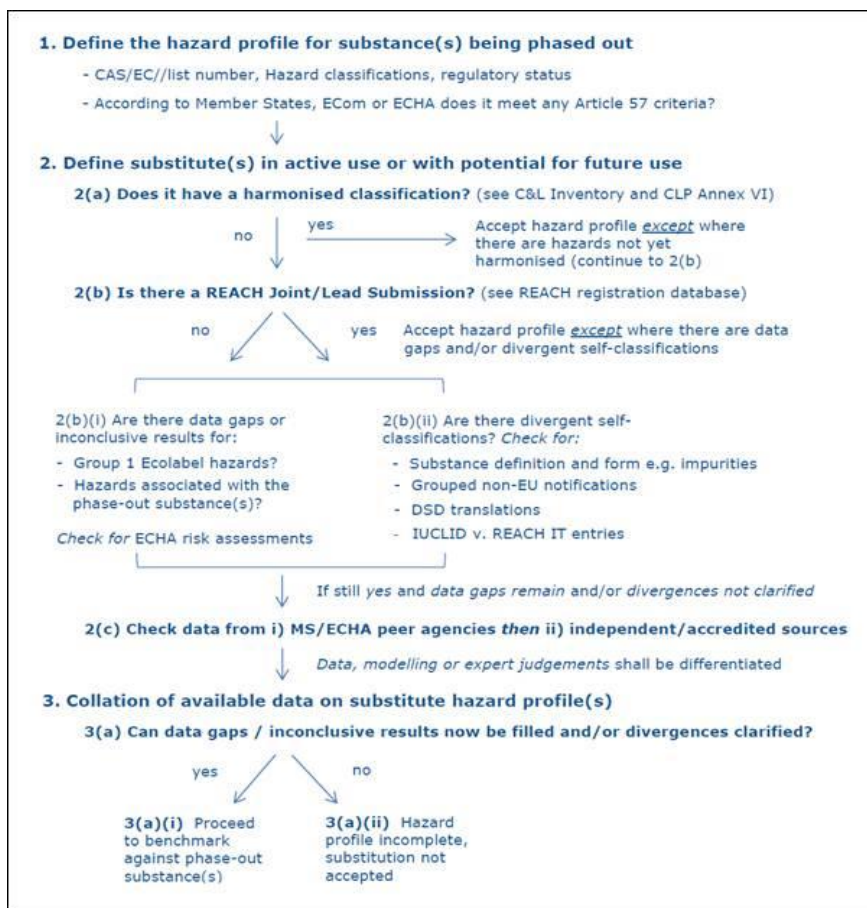 1. Define the hazard profile for substance(s) being phased out
- CAS/EC//list number, Hazard classifications, regulatory status
- According to Member States, ECom or ECHA does it meet any Article 57 criteria?
2. Define substitute(s) in active use or with potential for future use
2(a) Does it have a harmonised classification? (see C&L Inventory and CLP Annex VI)
no
yes
Accept hazard profile except where
there are hazards not yet
harmonised (continue to 2(b)
2(b) Is there a REACH Joint/Lead Submission? (see REACH registration database)
no
yes
Accept hazard profile except where there are data
gaps and/or divergent self-classifications
2(b)(i) Are there data gaps or
inconclusive results for:
- Group 1 Ecolabel hazards?
- Hazards associated with the
phase-out substance(s)?
Check for ECHA risk assessments
2(b)(ii) Are there divergent self-
classifications? Check for:
- Substance definition and form e.g. impurities
- Grouped non-EU notifications
- DSD translations
- IUCLID v. REACH IT entries
If still yes and data gaps remain and/or divergences not clarified
2(c) Check data from i) MS/ECHA peer agencies then ii) independent/accredited sources
Data, modelling or expert judgements shall be differentiated
3. Collation of available data on substitute hazard profile(s)
3(a) Can data gaps / inconclusive results now be filled and/or divergences clarified?
yes
no
3(a)(i) Proceed
to benchmark
against phase-out
substance(s)
3(a)(ii) Hazard
profile incomplete,
substitution not
accepted